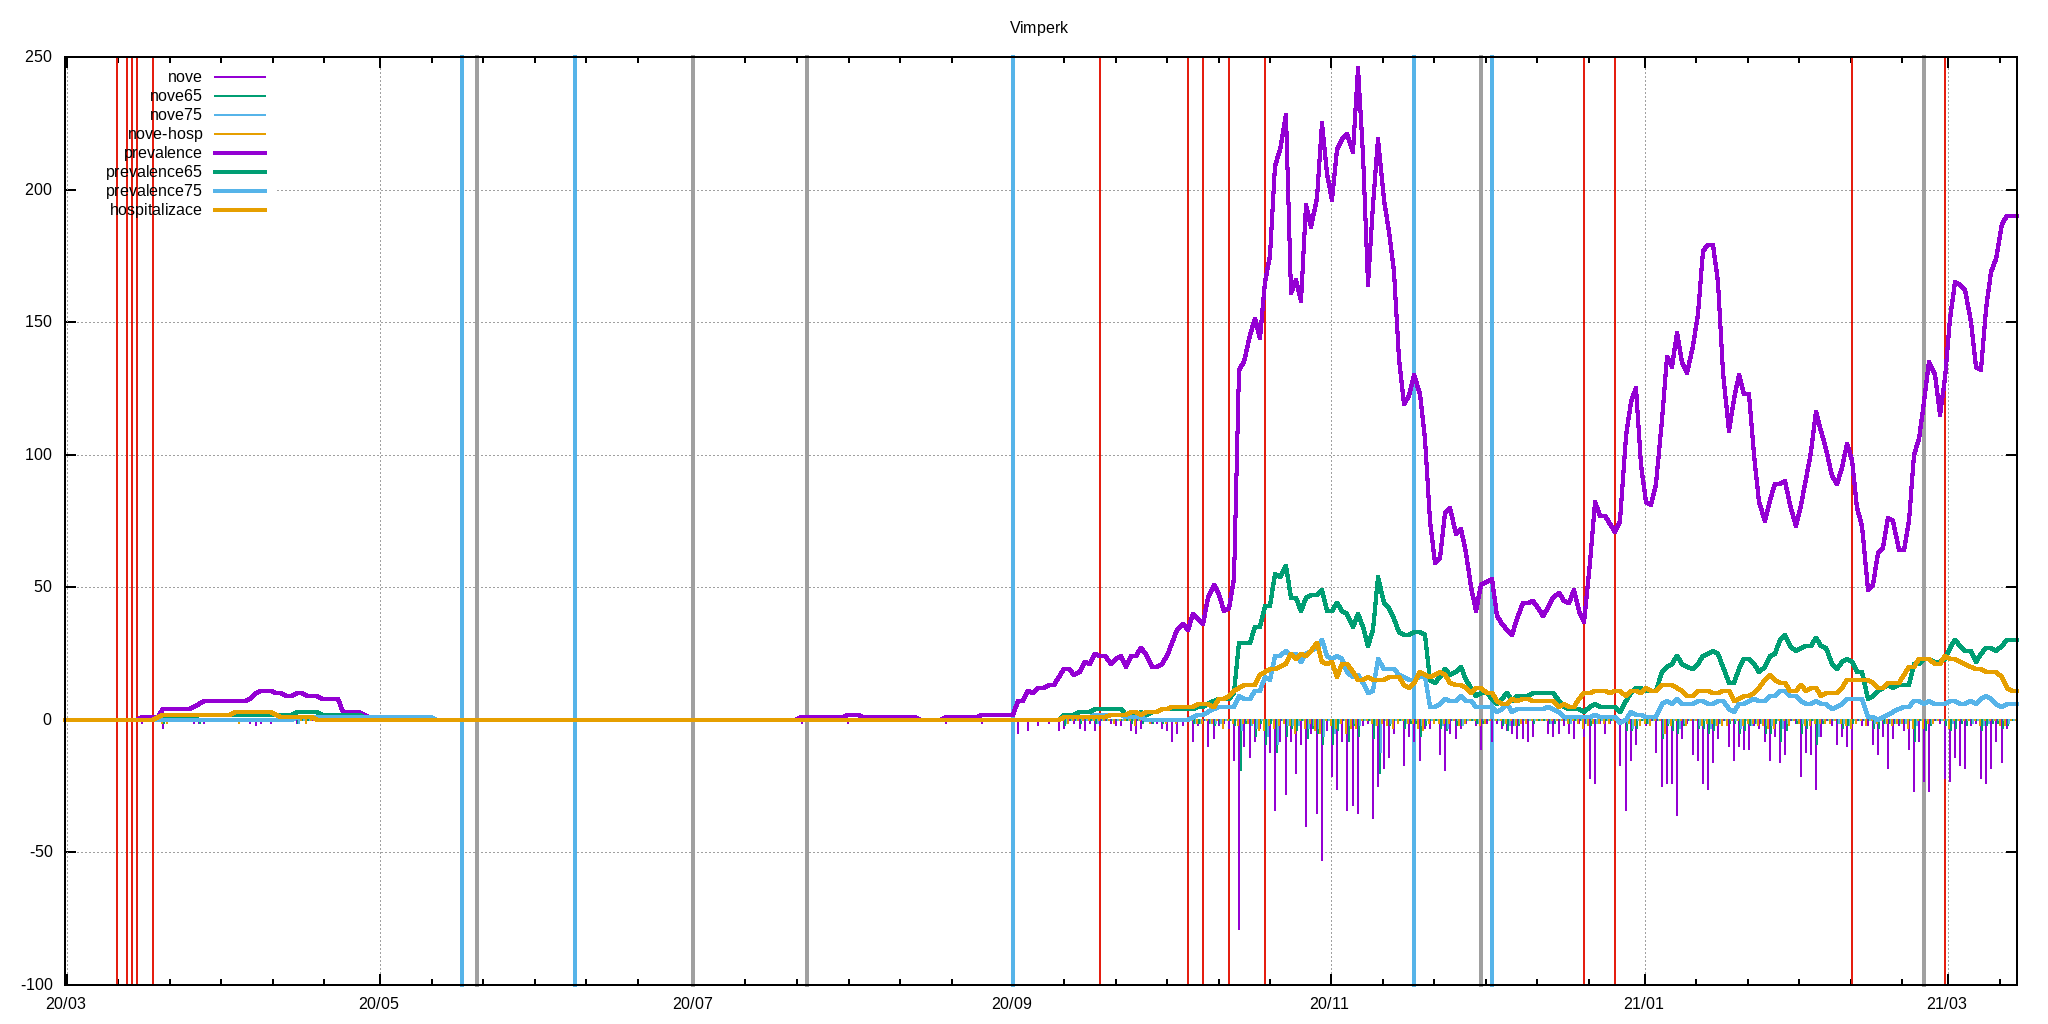 Vimperk
250
200
150
100
50
0
-50
-100
nove
nove65
nove75
nove-hosp
prevalence
prevalence65
prevalence75
hospitalizace
20/03 20/05 20/07 20/09 20/11 21/01 21/03